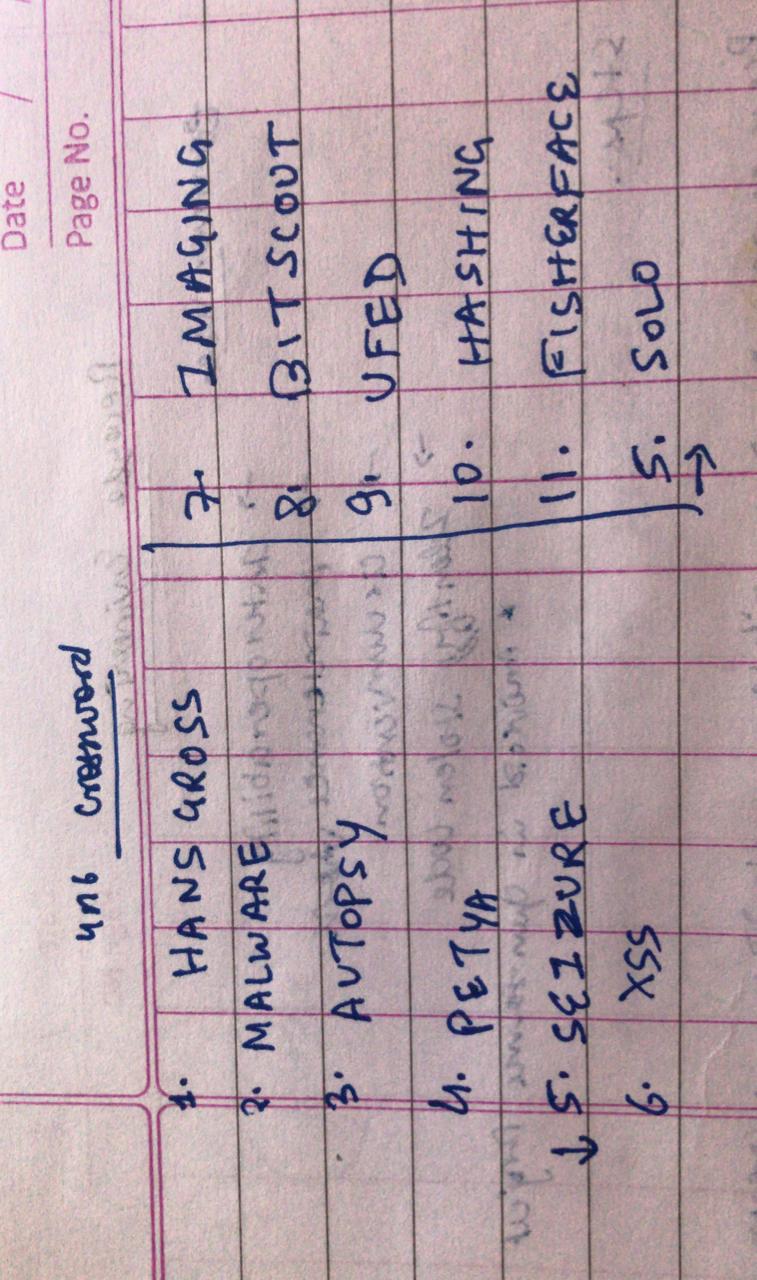 Date / /
Page No.
4n6 crossword
1. HANS GROSS
2. MALWARE
3. AUTOPSY
4. PETYA
↓ 5. SEIZURE
6. XSS
7. IMAGING
8. BITSCOUT
9. UFED
10. HASHING
11. FISHERFACE
5. SOLO
→